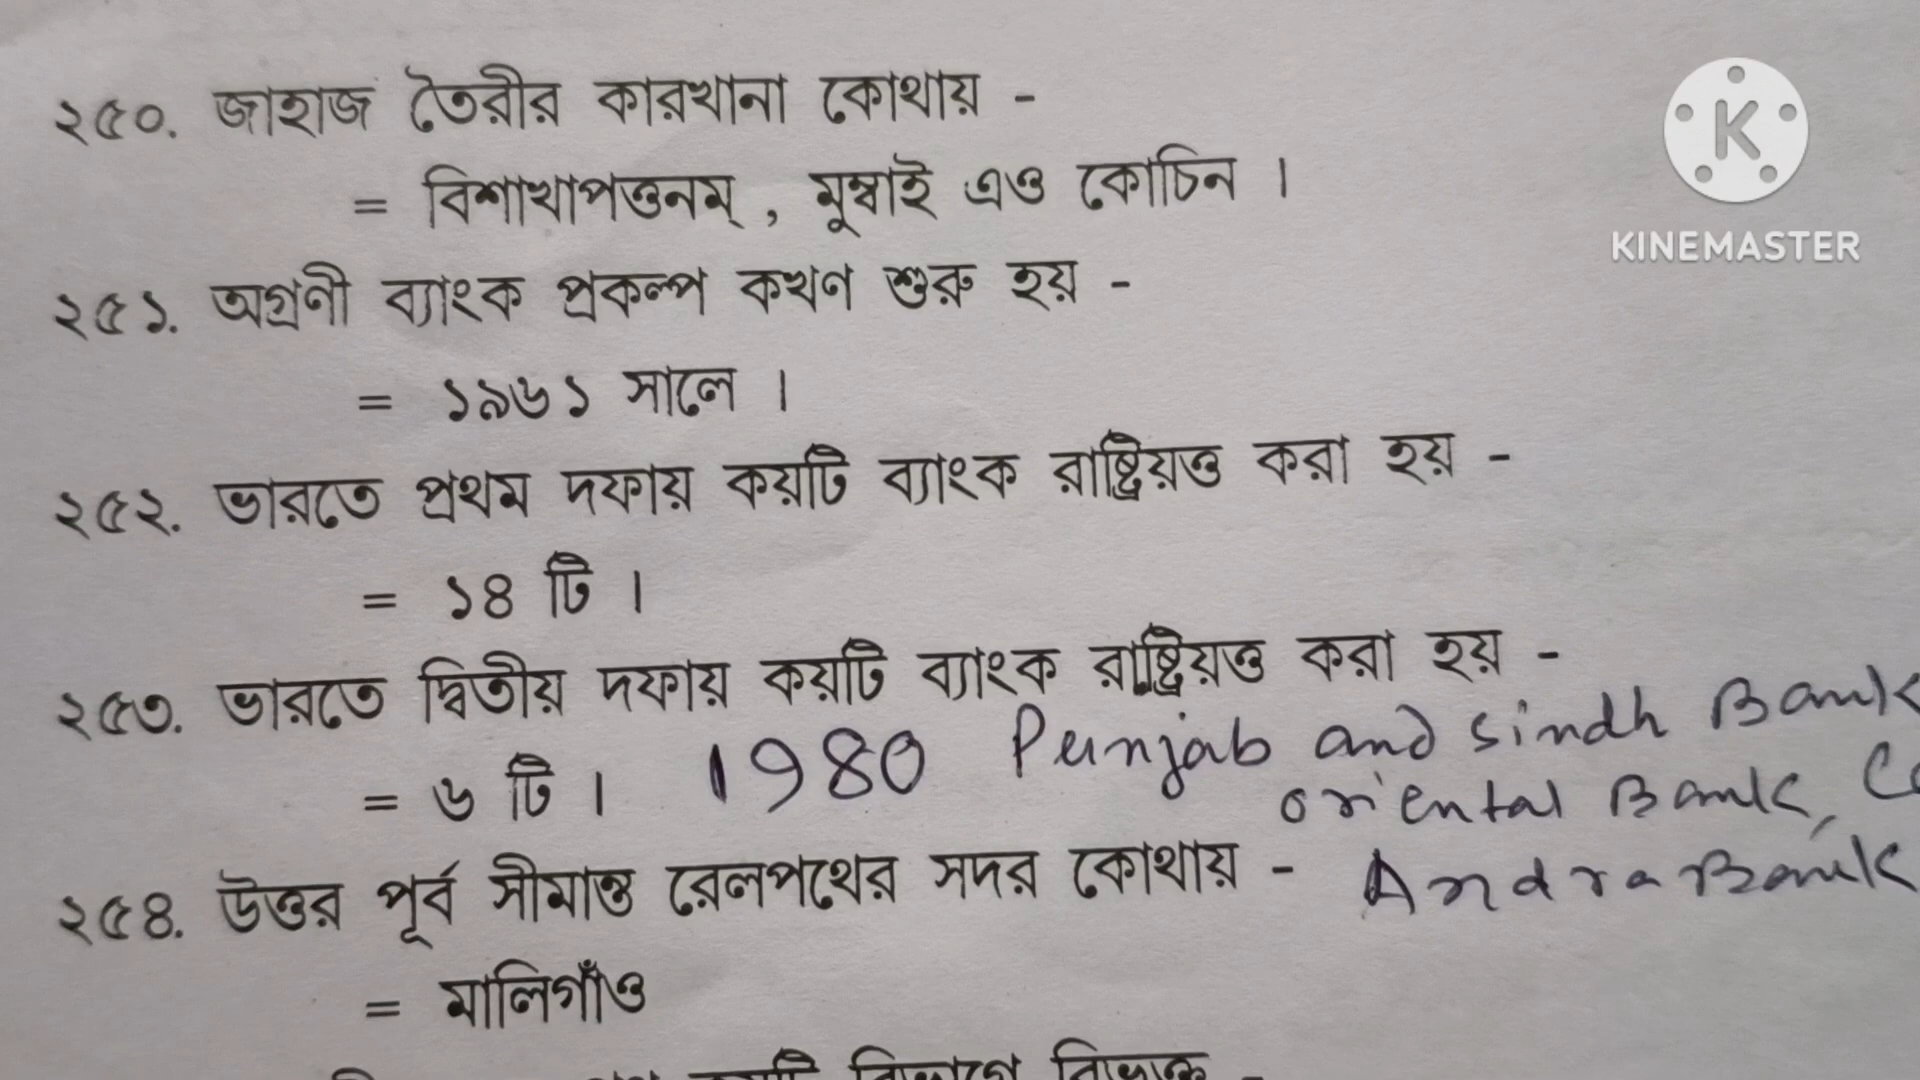 ২৫০. জাহাজ তৈরীর কারখানা কোথায় -
= বিশাখাপত্তনম্ , মুম্বাই এও কোচিন ।
KINEMASTER
২৫১. অগ্রণী ব্যাংক প্রকল্প কখণ শুরু হয় -
= ১৯৬১ সালে ।
২৫২. ভারতে প্রথম দফায় কয়টি ব্যাংক রাষ্ট্রিয়ত্ত করা হয় -
= ১৪ টি ।
২৫৩. ভারতে দ্বিতীয় দফায় কয়টি ব্যাংক রাষ্ট্রিয়ত্ত করা হয় -
= ৬ টি । 1980 Punjab and Sindh Bank
oriental Bank,
২৫৪. উত্তর পূর্ব সীমান্ত রেলপথের সদর কোথায় - Andra Bank
= মালিগাঁও